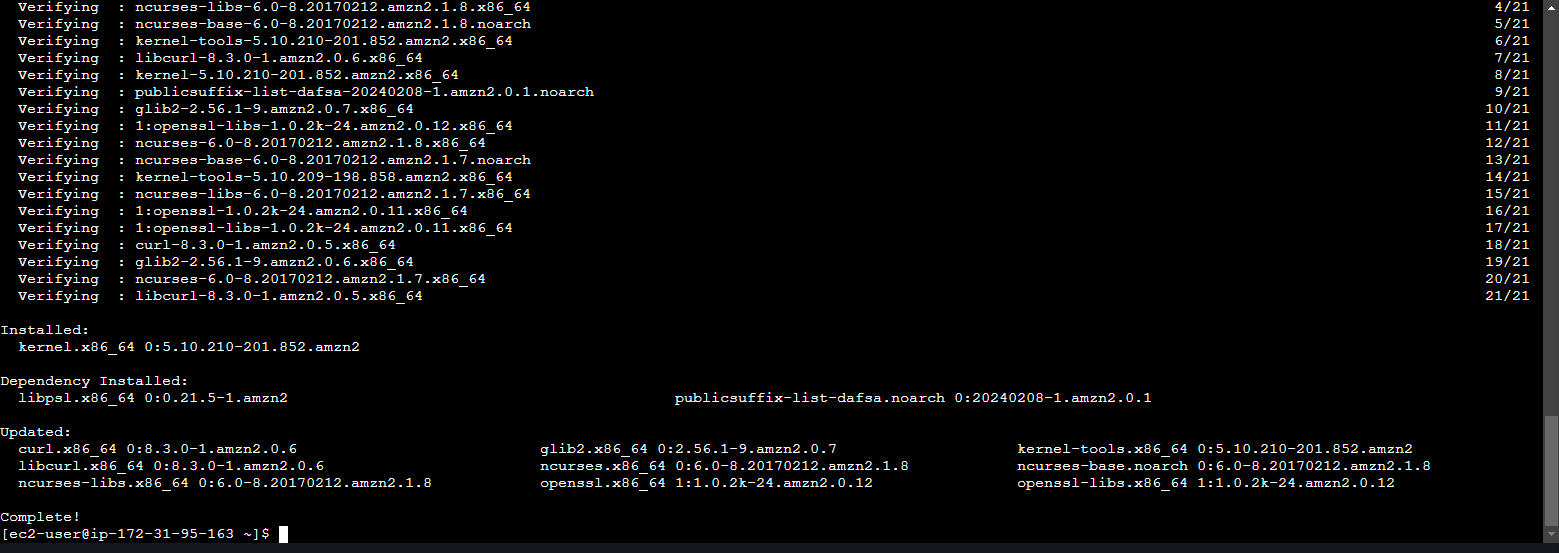 Verifying : ncurses-libs-6.0-8.20170212.amzn2.1.8.x86_64 4/21
Verifying : ncurses-base-6.0-8.20170212.amzn2.1.8.noarch 5/21
Verifying : kernel-tools-5.10.210-201.852.amzn2.x86_64 6/21
Verifying : libcurl-8.3.0-1.amzn2.0.6.x86_64 7/21
Verifying : kernel-5.10.210-201.852.amzn2.x86_64 8/21
Verifying : publicsuffix-list-dafsa-20240208-1.amzn2.0.1.noarch 9/21
Verifying : glib2-2.56.1-9.amzn2.0.7.x86_64 10/21
Verifying : 1:openssl-libs-1.0.2k-24.amzn2.0.12.x86_64 11/21
Verifying : ncurses-6.0-8.20170212.amzn2.1.8.x86_64 12/21
Verifying : ncurses-base-6.0-8.20170212.amzn2.1.7.noarch 13/21
Verifying : kernel-tools-5.10.209-198.858.amzn2.x86_64 14/21
Verifying : ncurses-libs-6.0-8.20170212.amzn2.1.7.x86_64 15/21
Verifying : 1:openssl-1.0.2k-24.amzn2.0.11.x86_64 16/21
Verifying : 1:openssl-libs-1.0.2k-24.amzn2.0.11.x86_64 17/21
Verifying : curl-8.3.0-1.amzn2.0.5.x86_64 18/21
Verifying : glib2-2.56.1-9.amzn2.0.6.x86_64 19/21
Verifying : ncurses-6.0-8.20170212.amzn2.1.7.x86_64 20/21
Verifying : libcurl-8.3.0-1.amzn2.0.5.x86_64 21/21
Installed:
kernel.x86_64 0:5.10.210-201.852.amzn2
Dependency Installed:
libpsl.x86_64 0:0.21.5-1.amzn2 publicsuffix-list-dafsa.noarch 0:20240208-1.amzn2.0.1
Updated:
curl.x86_64 0:8.3.0-1.amzn2.0.6 glib2.x86_64 0:2.56.1-9.amzn2.0.7 kernel-tools.x86_64 0:5.10.210-201.852.amzn2
libcurl.x86_64 0:8.3.0-1.amzn2.0.6 ncurses.x86_64 0:6.0-8.20170212.amzn2.1.8 ncurses-base.noarch 0:6.0-8.20170212.amzn2.1.8
ncurses-libs.x86_64 0:6.0-8.20170212.amzn2.1.8 openssl.x86_64 1:1.0.2k-24.amzn2.0.12 openssl-libs.x86_64 1:1.0.2k-24.amzn2.0.12
Complete!
[ec2-user@ip-172-31-95-163 ~]$